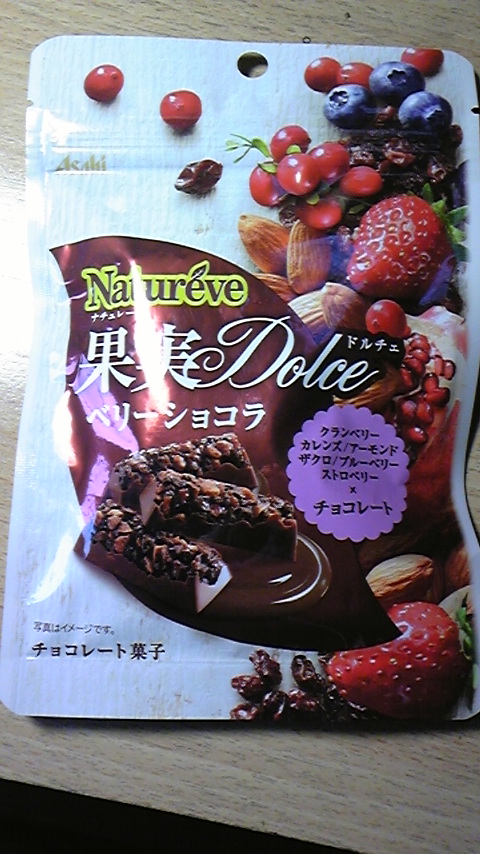 Asahi
Naturéve
ナチュレー
果実Dolce
ドルチェ
ベリーショコラ
クランベリー
カレンズ/アーモンド
ザクロ/ブルーベリー
ストロベリー
×
チョコレート
写真はイメージです。
チョコレート菓子